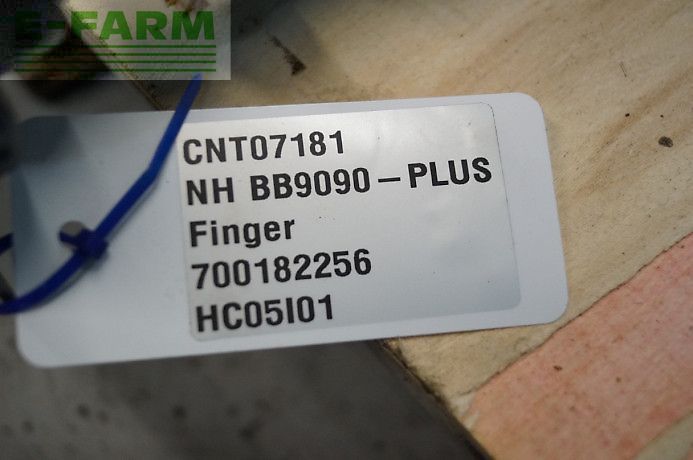 E-FARM
CNT07181
NH BB9090-PLUS
Finger
700182256
HC05I01